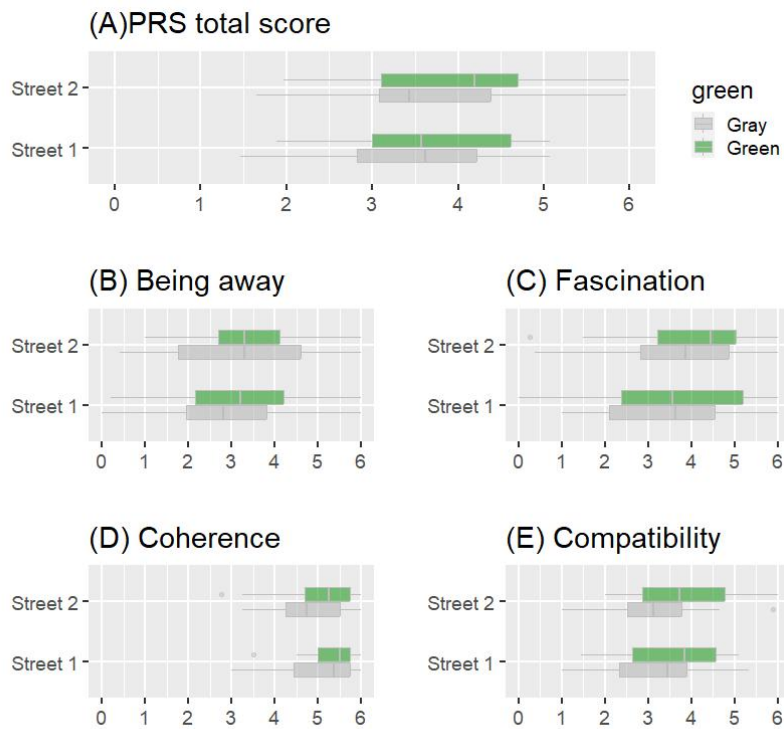 (A)PRS total score
Street 2
Street 1
0 1 2 3 4 5 6
green
Gray
Green
(B) Being away
Street 2
Street 1
0 1 2 3 4 5 6
(C) Fascination
Street 2
Street 1
0 1 2 3 4 5 6
(D) Coherence
Street 2
Street 1
0 1 2 3 4 5 6
(E) Compatibility
Street 2
Street 1
0 1 2 3 4 5 6